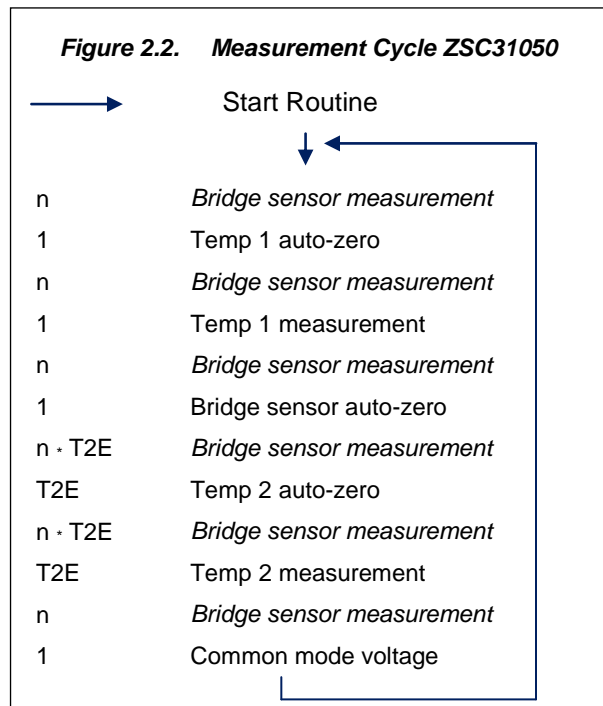 Figure 2.2. Measurement Cycle ZSC31050
Start Routine
n Bridge sensor measurement
1 Temp 1 auto-zero
n Bridge sensor measurement
1 Temp 1 measurement
n Bridge sensor measurement
1 Bridge sensor auto-zero
n * T2E Bridge sensor measurement
T2E Temp 2 auto-zero
n * T2E Bridge sensor measurement
T2E Temp 2 measurement
n Bridge sensor measurement
1 Common mode voltage